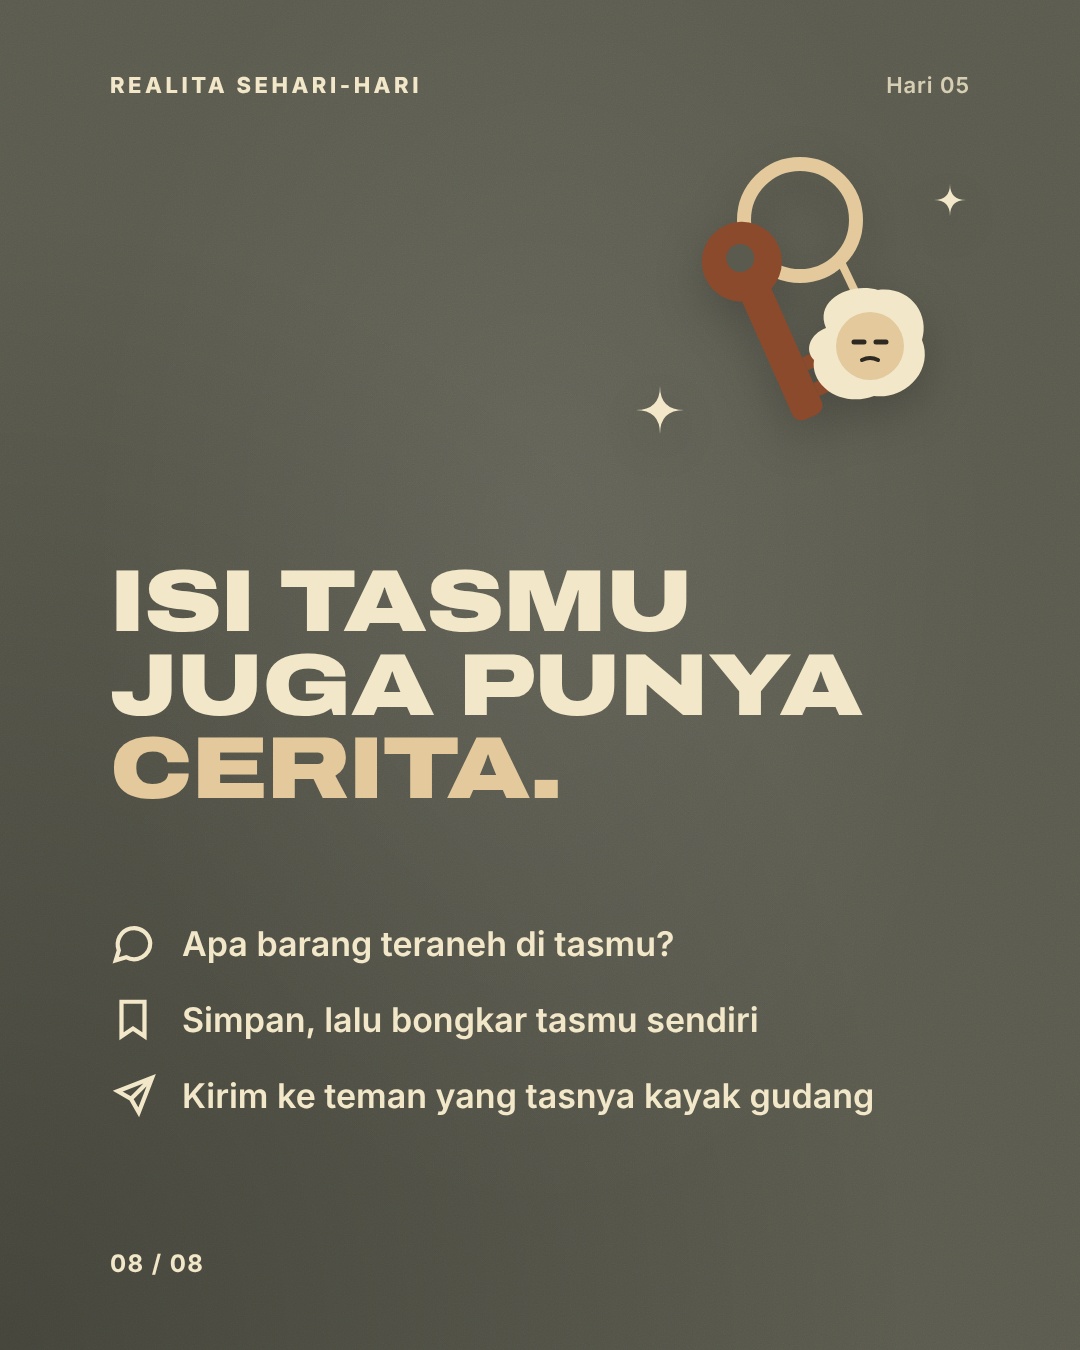 REALITA SEHARI-HARI
Hari 05
ISI TASMU
JUGA PUNYA
CERITA.
Apa barang teraneh di tasmu?
Simpan, lalu bongkar tasmu sendiri
Kirim ke teman yang tasnya kayak gudang
08 / 08